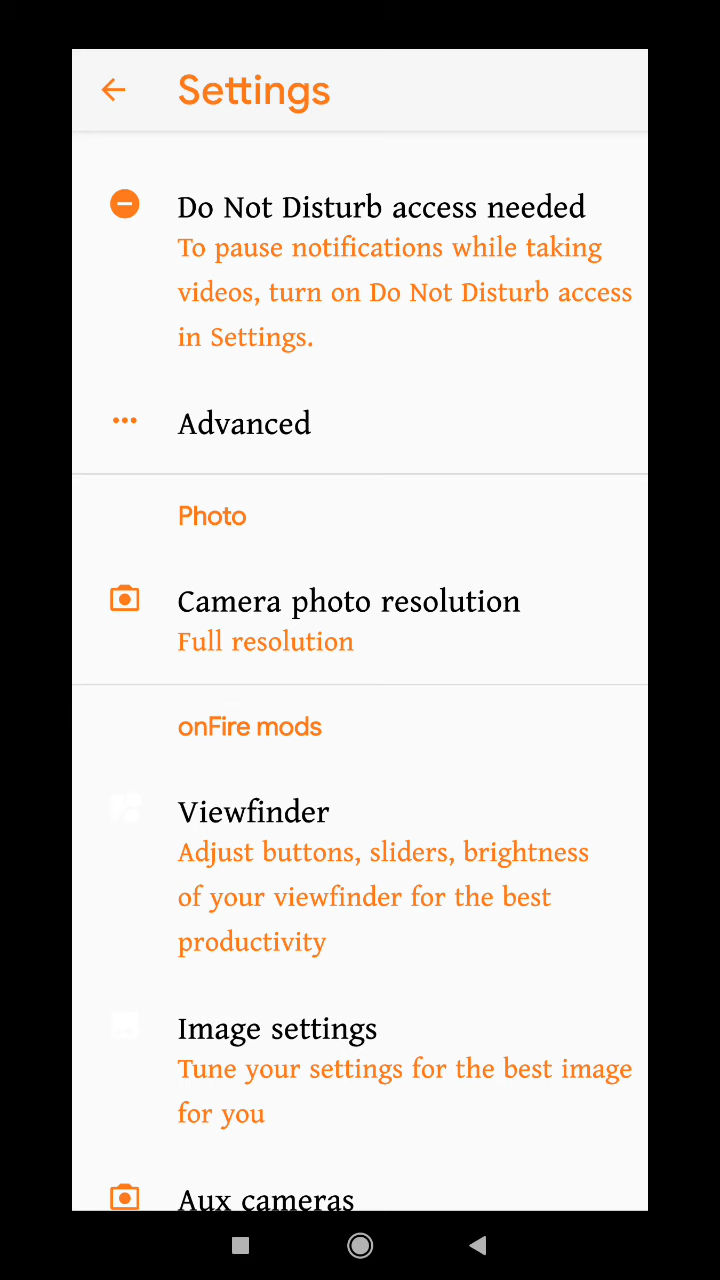 Settings
Do Not Disturb access needed
To pause notifications while taking
videos, turn on Do Not Disturb access
in Settings.
Advanced
Photo
Camera photo resolution
Full resolution
onFire mods
Viewfinder
Adjust buttons, sliders, brightness
of your viewfinder for the best
productivity
Image settings
Tune your settings for the best image
for you
Aux cameras